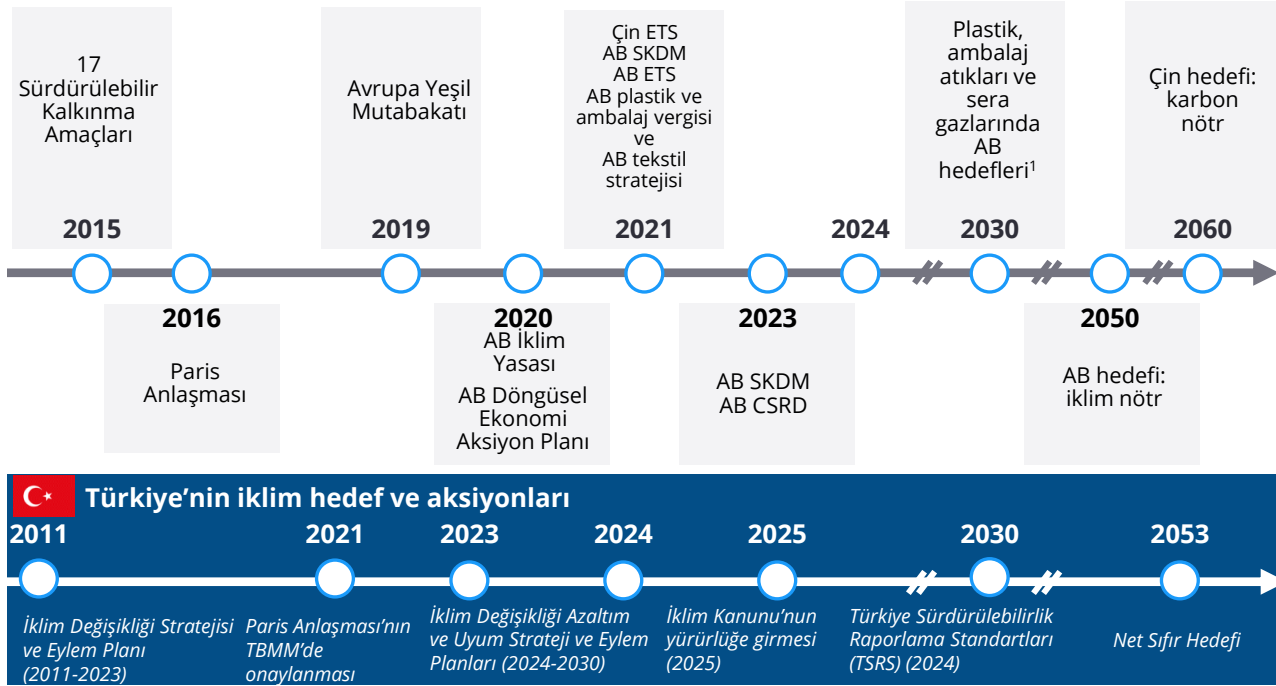 17
Sürdürülebilir
Kalkınma
Amaçları
2015
Avrupa Yeşil
Mutabakatı
2019
Çin ETS
AB SKDM
AB ETS
AB plastik ve
ambalaj vergisi
ve
AB tekstil
stratejisi
2021
2024
Plastik,
ambalaj
atıkları ve
sera
gazlarında
AB
hedefleri¹
2030
Çin hedefi:
karbon
nötr
2060
2016
Paris
Anlaşması
2020
AB İklim
Yasası
AB Döngüsel
Ekonomi
Aksiyon Planı
2023
AB SKDM
AB CSRD
2050
AB hedefi:
iklim nötr
Türkiye’nin iklim hedef ve aksiyonları
2011
İklim Değişikliği Stratejisi
ve Eylem Planı
(2011-2023)
2021
Paris Anlaşması’nın
TBMM’de
onaylanması
2023
İklim Değişikliği Azaltım
ve Uyum Strateji ve Eylem
Planları (2024-2030)
2024
2025
İklim Kanunu’nun
yürürlüğe girmesi
(2025)
2030
Türkiye Sürdürülebilirlik
Raporlama Standartları
(TSRS) (2024)
2053
Net Sıfır Hedefi